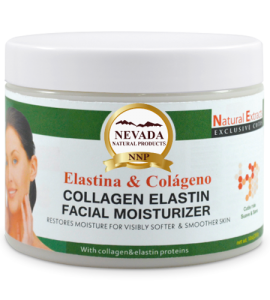 NEVADA
NATURAL PRODUCTS
NNP
Natural Extract
EXCLUSIVE
Elastina & Colágeno
COLLAGEN ELASTIN
FACIAL MOISTURIZER
RESTORES MOISTURE FOR VISIBLY SOFTER & SMOOTHER SKIN
With collagen&elastin proteins